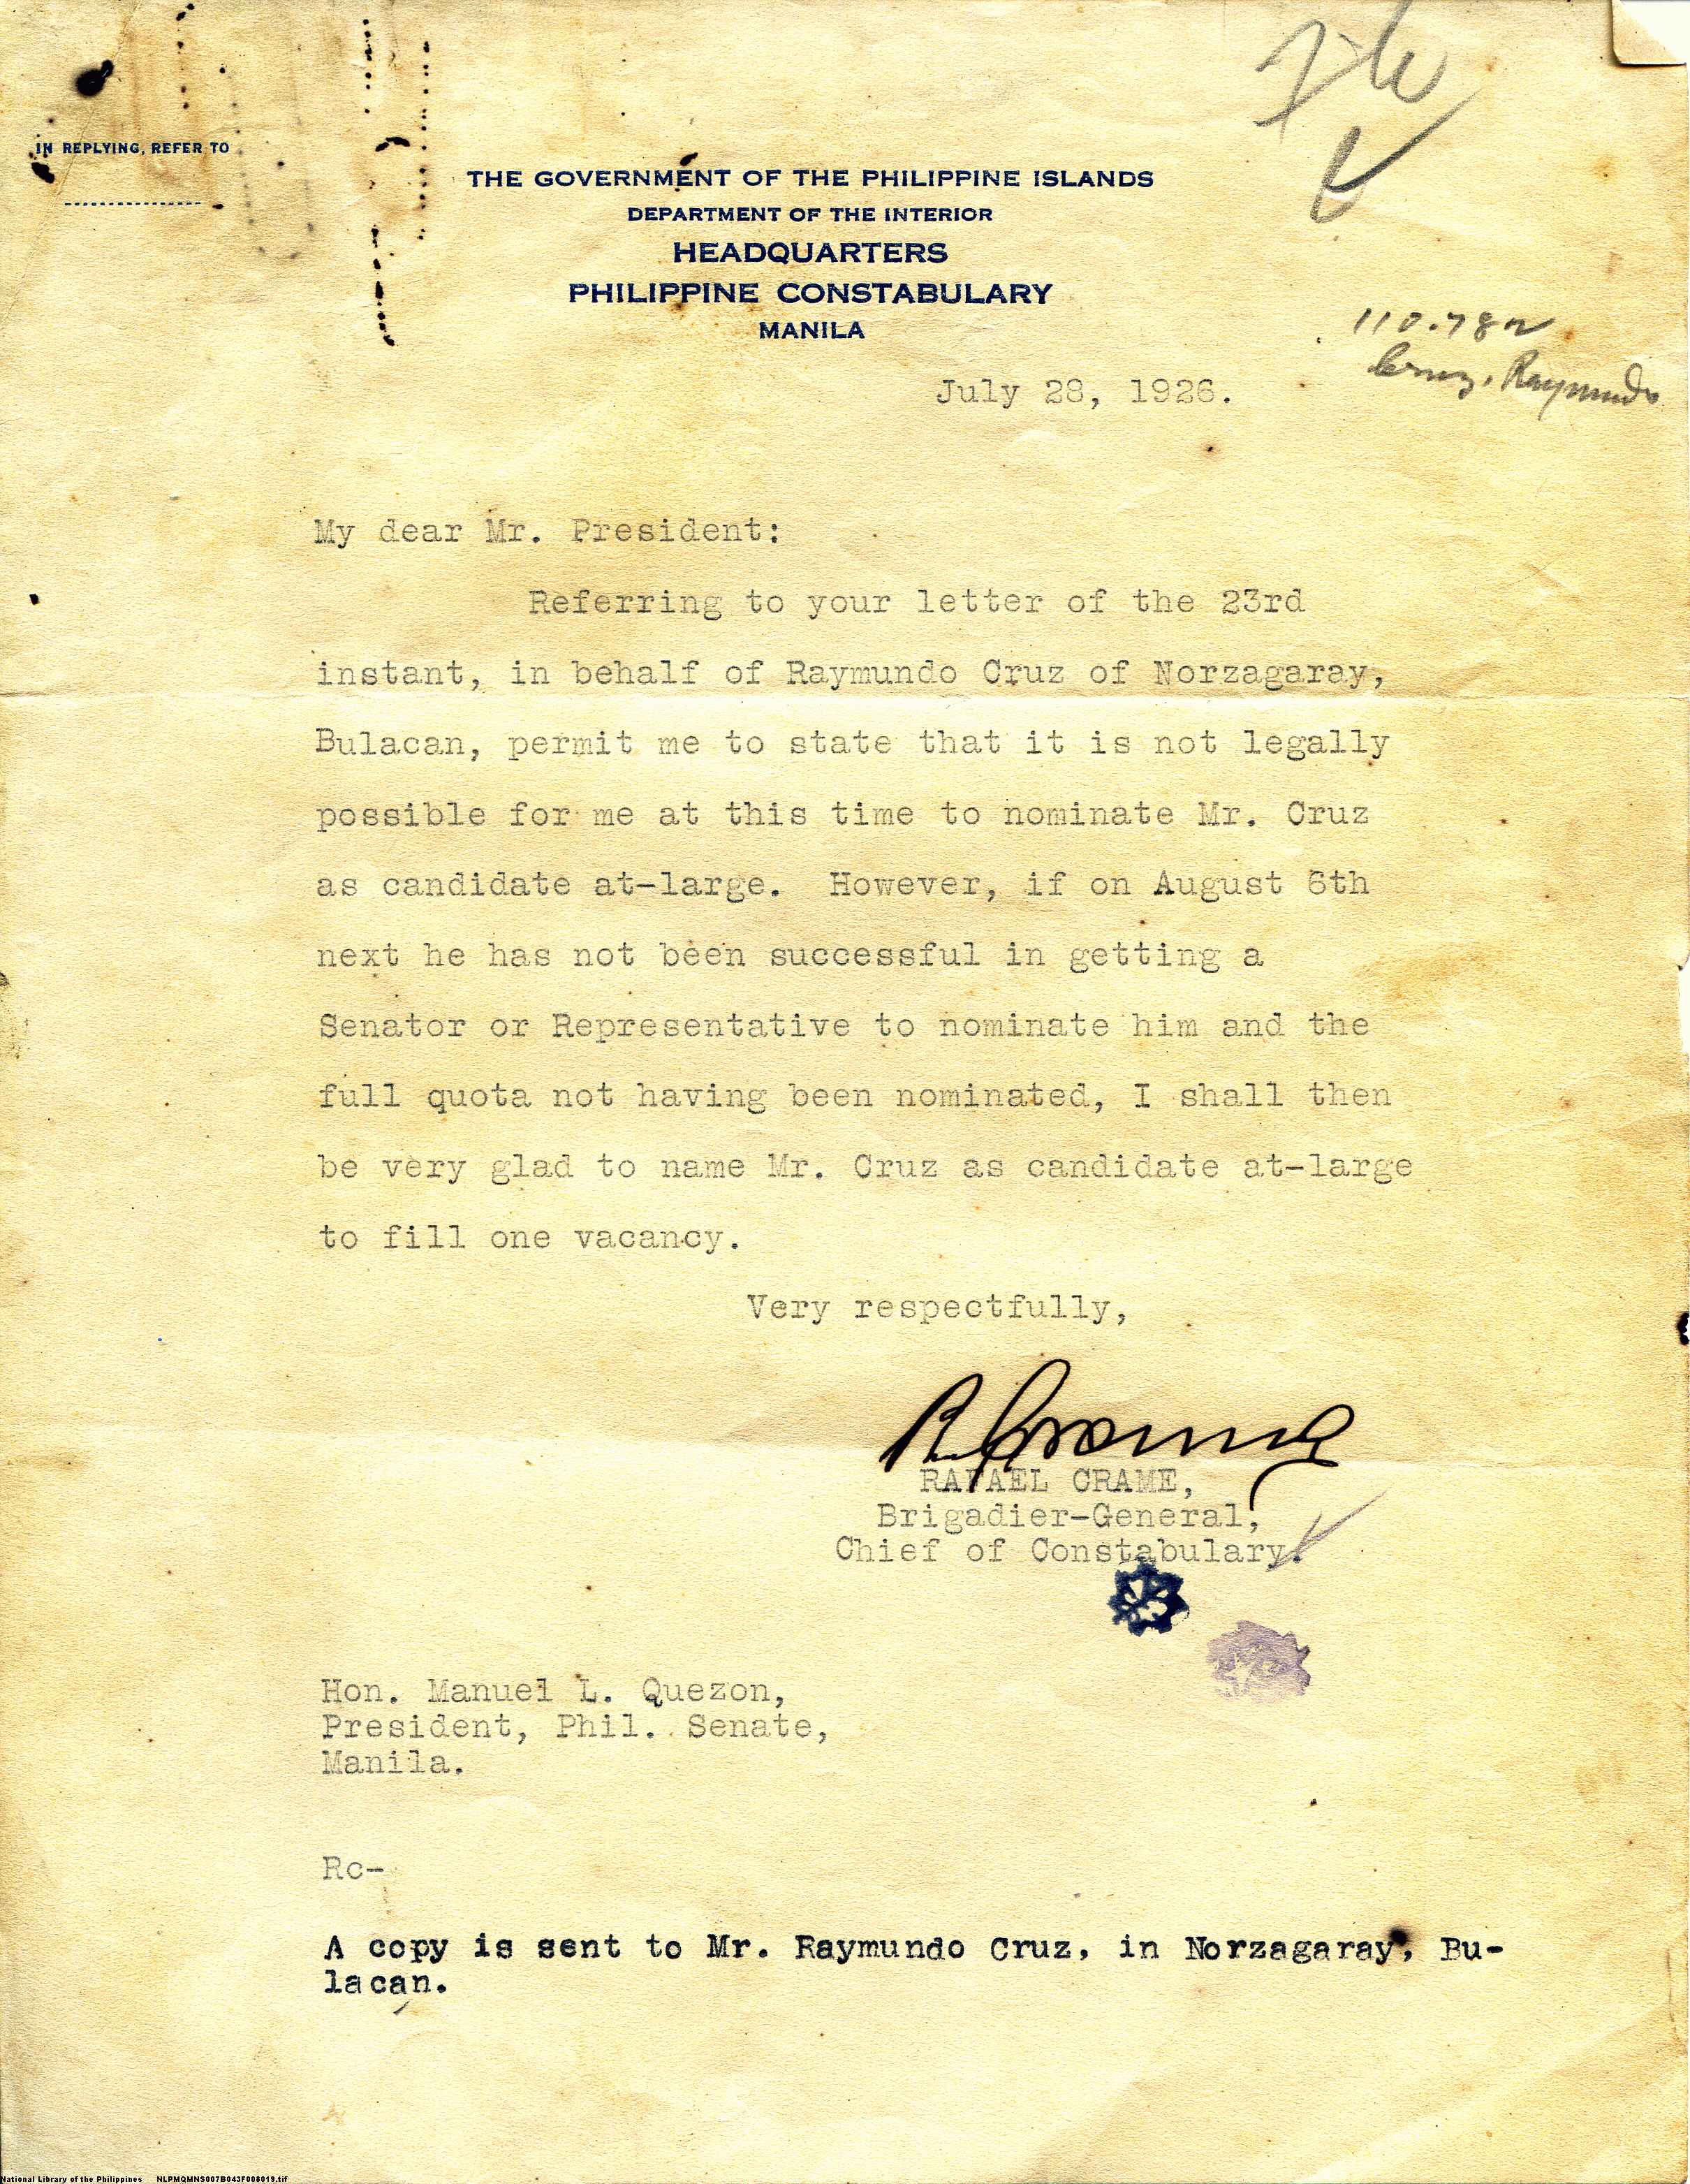 IN REPLYING, REFER TO
THE GOVERNMENT OF THE PHILIPPINE ISLANDS
DEPARTMENT OF THE INTERIOR
HEADQUARTERS
PHILIPPINE CONSTABULARY
MANILA
Cruz, Raymundo
July 28, 1926.
My dear Mr. President:
Referring to your letter of the 23rd
instant, in behalf of Raymundo Cruz of Norzagaray,
Bulacan, permit me to state that it is not legally
possible for me at this time to nominate Mr. Cruz
as candidate at-large. However, if on August 6th
next he has not been successful in getting a
Senator or Representative to nominate him and the
full quota not having been nominated, I shall then
be very glad to name Mr. Cruz as candidate at-large
to fill one vacancy.
Very respectfully,
R Crame
RAFAEL CRAME,
Brigadier-General,
Chief of Constabulary.
Hon. Manuel L. Quezon,
President, Phil. Senate,
Manila.
Rc-
A copy is sent to Mr. Raymundo Cruz, in Norzagaray, Bu-
lacan.
National Library of the Philippines NLPMQMNS007B043F008019.tif